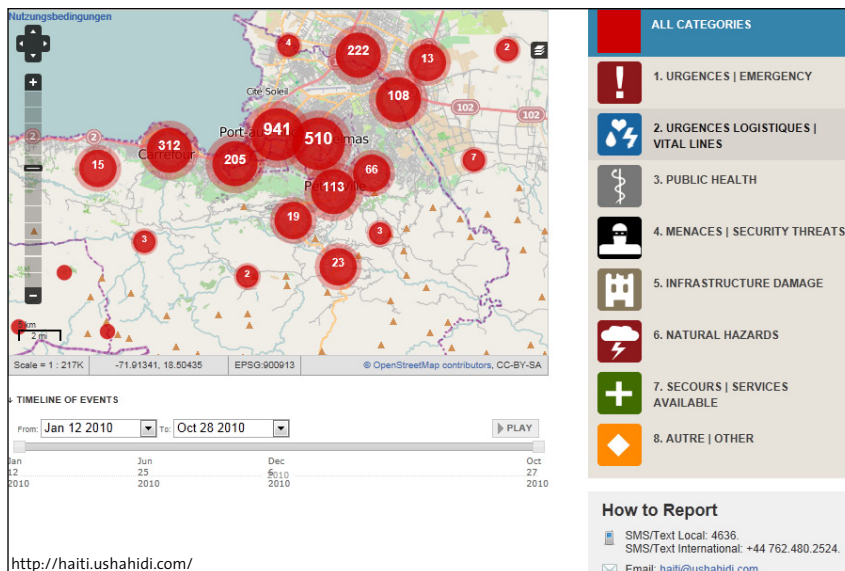 Nutzungsbedingungen
4
222
13
2
108
102
102
Cité Soleil
941
510
312
205
Carrefour
2
2
15
66
7
113
19
3
3
23
2
2 mi
Scale = 1 : 217K
-71.91341, 18.50435
EPSG:900913
© OpenStreetMap contributors, CC-BY-SA
↓ TIMELINE OF EVENTS
From: Jan 12 2010
To: Oct 28 2010
PLAY
Jan 12 2010
Jun 25 2010
Dec 2010
Oct 27 2010
http://haiti.ushahidi.com/
ALL CATEGORIES
1. URGENCES | EMERGENCY
2. URGENCES LOGISTIQUES |
VITAL LINES
3. PUBLIC HEALTH
4. MENACES | SECURITY THREATS
5. INFRASTRUCTURE DAMAGE
6. NATURAL HAZARDS
7. SECOURS | SERVICES
AVAILABLE
8. AUTRE | OTHER
How to Report
SMS/Text Local: 4636.
SMS/Text International: +44 762.480.2524.
Email: haiti@ushahidi.com